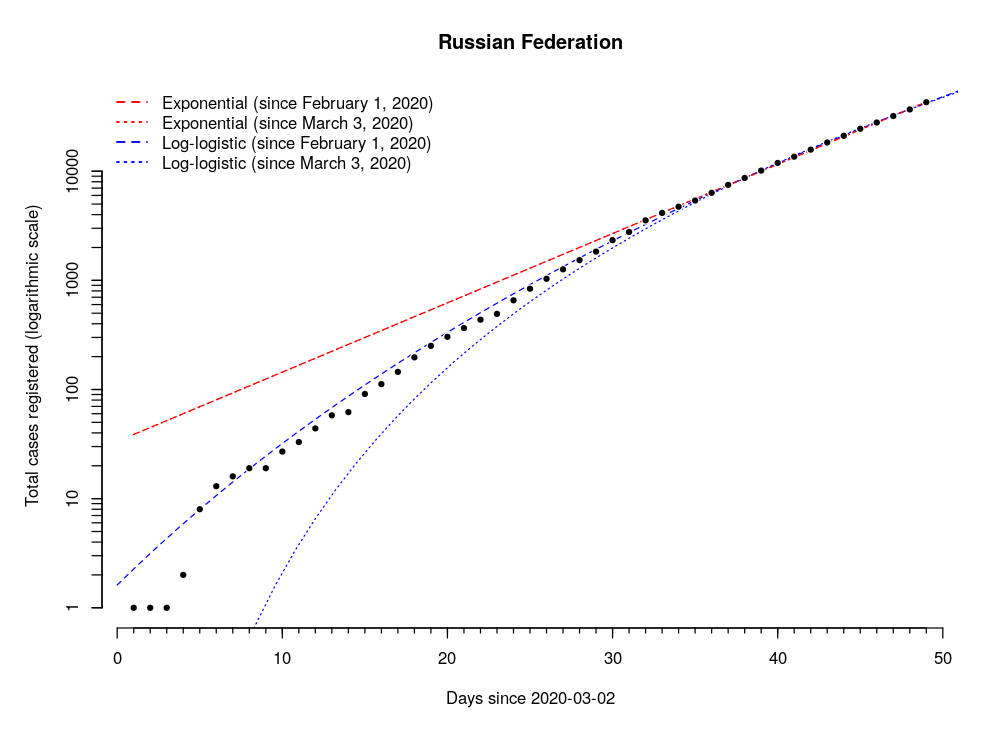 Russian Federation
Exponential (since February 1, 2020)
Exponential (since March 3, 2020)
Log-logistic (since February 1, 2020)
Log-logistic (since March 3, 2020)
Total cases registered (logarithmic scale)
10000
1000
100
10
1
0 10 20 30 40 50
Days since 2020-03-02